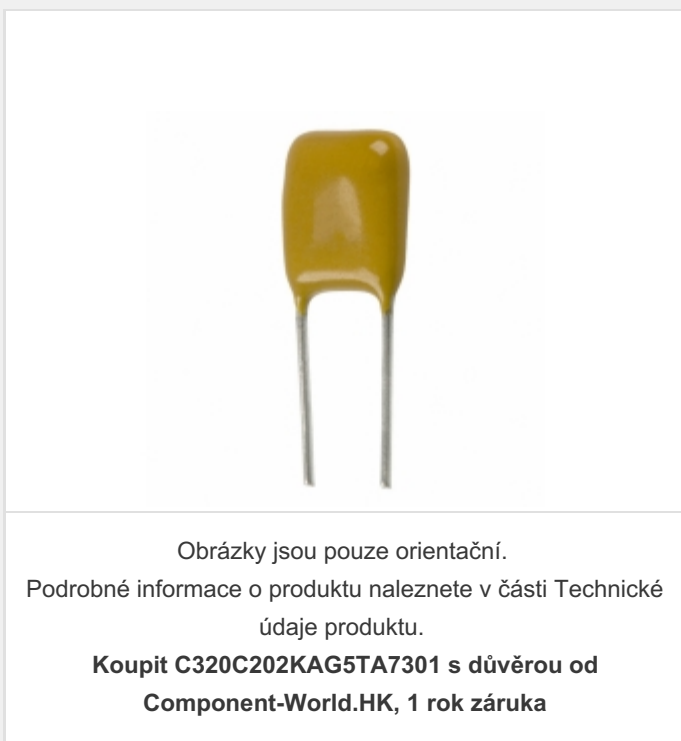 Obrázky jsou pouze orientační.
Podrobné informace o produktu naleznete v části Technické
údaje produktu.
Koupit C320C202KAG5TA7301 s důvěrou od
Component-World.HK, 1 rok záruka